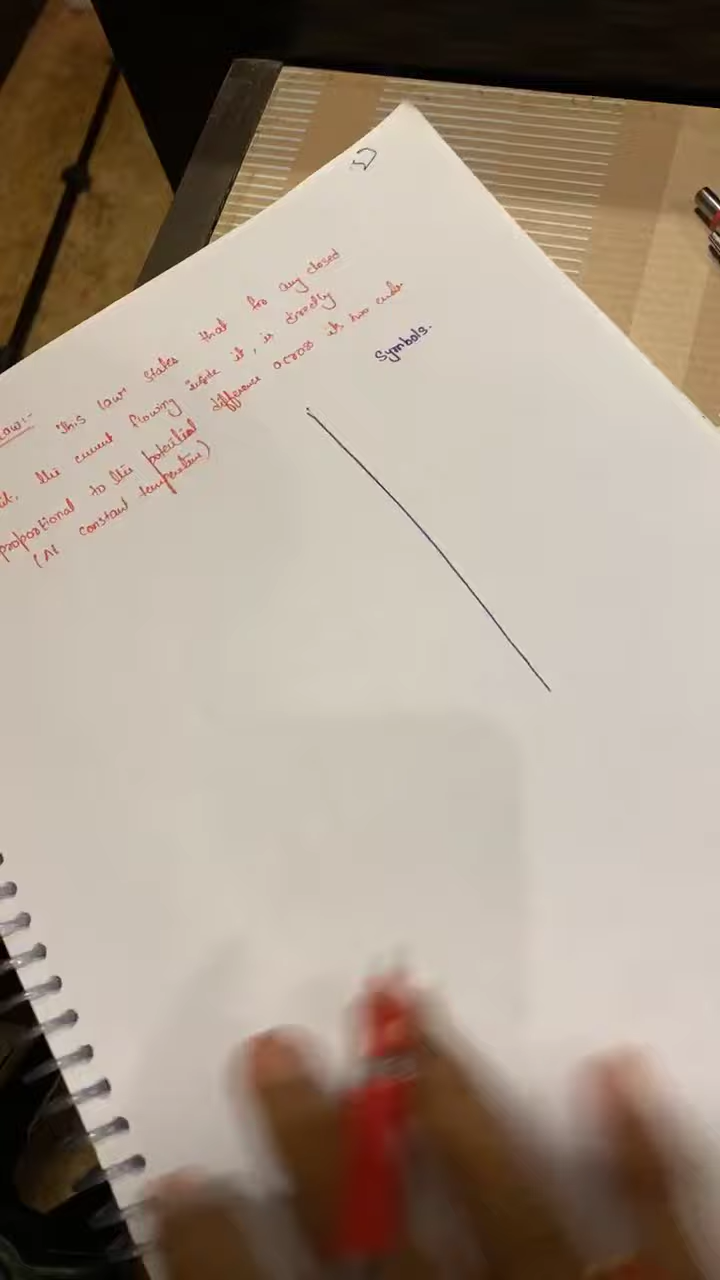 Law:- This law states that for any closed
the current flowing inside it, is directly
proportional to the potential difference across its two ends
(At constant temperature)
Symbols.